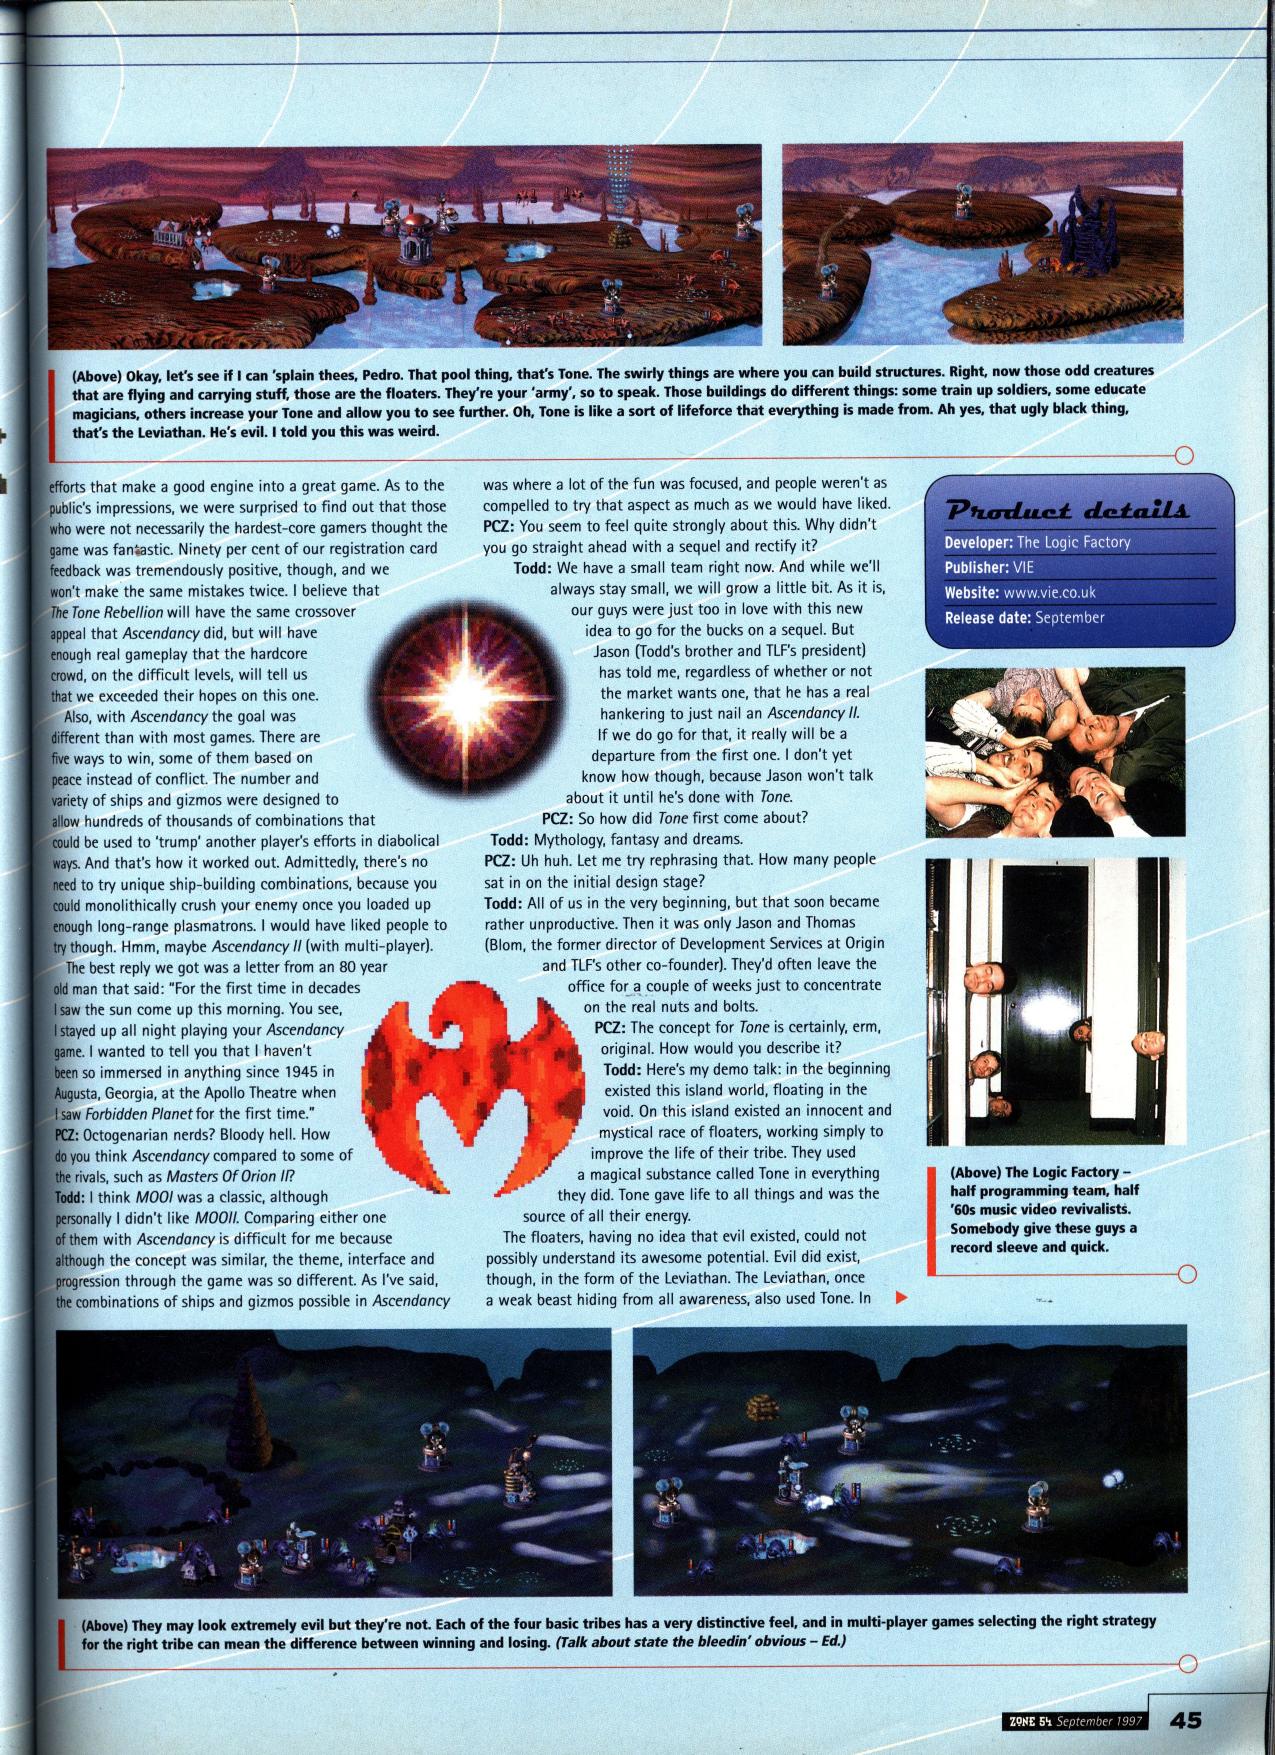 (Above) Okay, let's see if I can 'splain thees, Pedro. That pool thing, that's Tone. The swirly things are where you can build structures. Right, now those odd creatures
that are flying and carrying stuff, those are the floaters. They're your 'army', so to speak. Those buildings do different things: some train up soldiers, some educate
magicians, others increase your Tone and allow you to see further. Oh, Tone is like a sort of lifeforce that everything is made from. Ah yes, that ugly black thing,
that's the Leviathan. He's evil. I told you this was weird.
efforts that make a good engine into a great game. As to the
public's impressions, we were surprised to find out that those
who were not necessarily the hardest-core gamers thought the
game was fantastic. Ninety per cent of our registration card
feedback was tremendously positive, though, and we
won't make the same mistakes twice. I believe that
The Tone Rebellion will have the same crossover
appeal that Ascendancy did, but will have
enough real gameplay that the hardcore
crowd, on the difficult levels, will tell us
that we exceeded their hopes on this one.
Also, with Ascendancy the goal was
different than with most games. There are
five ways to win, some of them based on
peace instead of conflict. The number and
variety of ships and gizmos were designed to
allow hundreds of thousands of combinations that
could be used to 'trump' another player's efforts in diabolical
ways. And that's how it worked out. Admittedly, there's no
need to try unique ship-building combinations, because you
could monolithically crush your enemy once you loaded up
enough long-range plasmatrons. I would have liked people to
try though. Hmm, maybe Ascendancy II (with multi-player).
The best reply we got was a letter from an 80 year
old man that said: "For the first time in decades
I saw the sun come up this morning. You see,
I stayed up all night playing your Ascendancy
game. I wanted to tell you that I haven't
been so immersed in anything since 1945 in
Augusta, Georgia, at the Apollo Theatre when
I saw Forbidden Planet for the first time."
PCZ: Octogenarian nerds? Bloody hell. How
do you think Ascendancy compared to some of
the rivals, such as Masters Of Orion II?
Todd: I think MOOI was a classic, although
personally I didn't like MOOII. Comparing either one
of them with Ascendancy is difficult for me because
although the concept was similar, the theme, interface and
progression through the game was so different. As I've said,
the combinations of ships and gizmos possible in Ascendancy
was where a lot of the fun was focused, and people weren't as
compelled to try that aspect as much as we would have liked.
PCZ: You seem to feel quite strongly about this. Why didn't
you go straight ahead with a sequel and rectify it?
Todd: We have a small team right now. And while we'll
always stay small, we will grow a little bit. As it is,
our guys were just too in love with this new
idea to go for the bucks on a sequel. But
Jason (Todd's brother and TLF's president)
has told me, regardless of whether or not
the market wants one, that he has a real
hankering to just nail an Ascendancy II.
If we do go for that, it really will be a
departure from the first one. I don't yet
know how though, because Jason won't talk
about it until he's done with Tone.
PCZ: So how did Tone first come about?
Todd: Mythology, fantasy and dreams.
PCZ: Uh huh. Let me try rephrasing that. How many people
sat in on the initial design stage?
Todd: All of us in the very beginning, but that soon became
rather unproductive. Then it was only Jason and Thomas
(Blom, the former director of Development Services at Origin
and TLF's other co-founder). They'd often leave the
office for a couple of weeks just to concentrate
on the real nuts and bolts.
PCZ: The concept for Tone is certainly, erm,
original. How would you describe it?
Todd: Here's my demo talk: in the beginning
existed this island world, floating in the
void. On this island existed an innocent and
mystical race of floaters, working simply to
improve the life of their tribe. They used
a magical substance called Tone in everything
they did. Tone gave life to all things and was the
source of all their energy.
The floaters, having no idea that evil existed, could not
possibly understand its awesome potential. Evil did exist,
though, in the form of the Leviathan. The Leviathan, once
a weak beast hiding from all awareness, also used Tone. In
Product details
Developer: The Logic Factory
Publisher: VIE
Website: www.vie.co.uk
Release date: September
(Above) The Logic Factory –
half programming team, half
'60s music video revivalists.
Somebody give these guys a
record sleeve and quick.
(Above) They may look extremely evil but they're not. Each of the four basic tribes has a very distinctive feel, and in multi-player games selecting the right strategy
for the right tribe can mean the difference between winning and losing. (Talk about state the bleedin' obvious – Ed.)
ZONE 54 September 1997 45